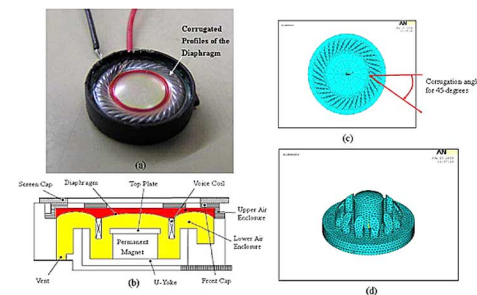 Corrugated
Profiles of the
Diaphragm
(a)
AN
Corrugation angle
for 45 degrees
(c)
Screen Cap
Diaphragm
Top Plate
Voice Coil
Upper Air
Enclosure
Lower Air
Enclosure
Permanent
Magnet
Vent
U-Yoke
Front Cap
(b)
AN
(d)